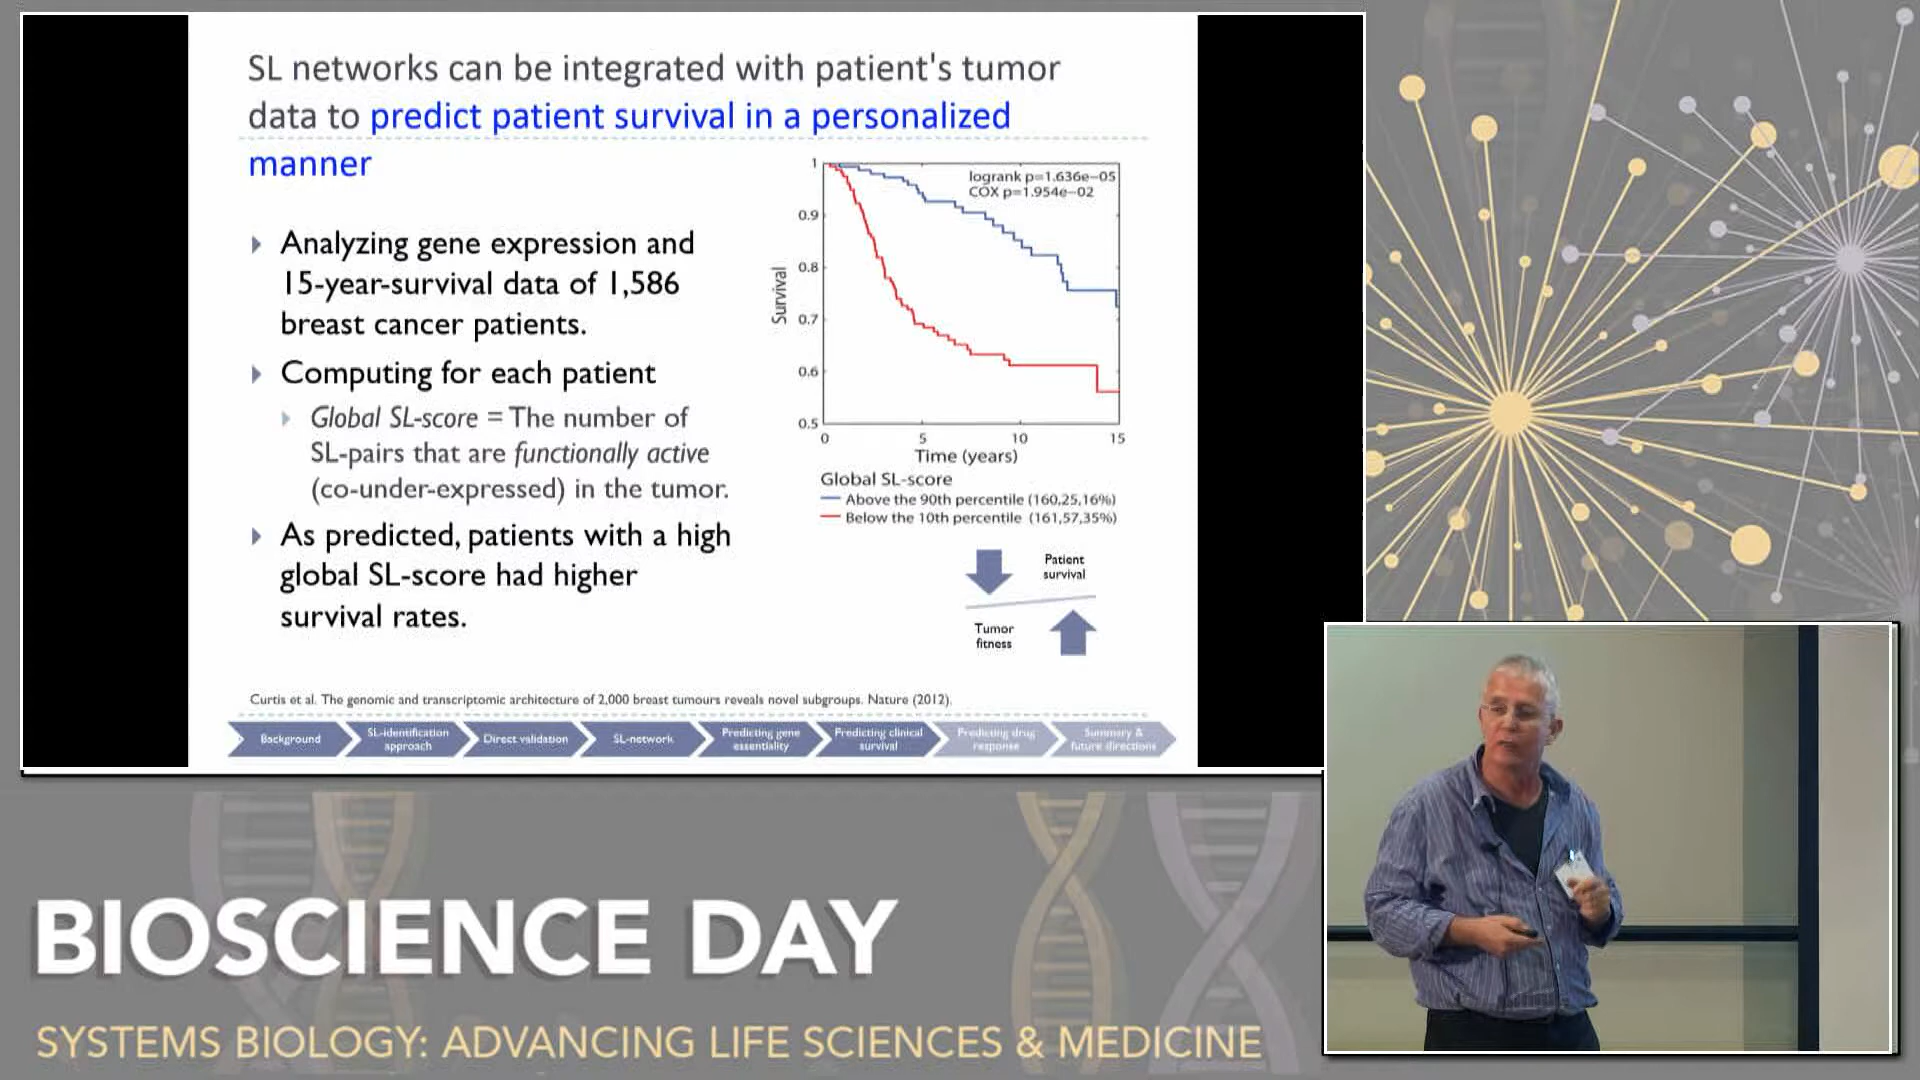 SL networks can be integrated with patient's tumor
data to predict patient survival in a personalized
manner
Analyzing gene expression and
15-year-survival data of 1,586
breast cancer patients.
Computing for each patient
Global SL-score = The number of
SL-pairs that are functionally active
(co-under-expressed) in the tumor.
As predicted, patients with a high
global SL-score had higher
survival rates.
logrank p=1.636e−05
COX p=1.954e−02
1
0.9
0.8
0.7
0.6
0.5
Survival
0
5
10
15
Time (years)
Global SL-score
Above the 90th percentile (160,25,16%)
Below the 10th percentile (161,57,35%)
Patient
survival
Tumor
fitness
Curtis et al. The genomic and transcriptomic architecture of 2,000 breast tumours reveals novel subgroups. Nature (2012).
Background
SL-identification
approach
Direct validation
SL-network
Predicting gene
essentiality
Predicting clinical
survival
Predicting drug
response
Summary &
future directions
BIOSCIENCE DAY
SYSTEMS BIOLOGY: ADVANCING LIFE SCIENCES & MEDICINE